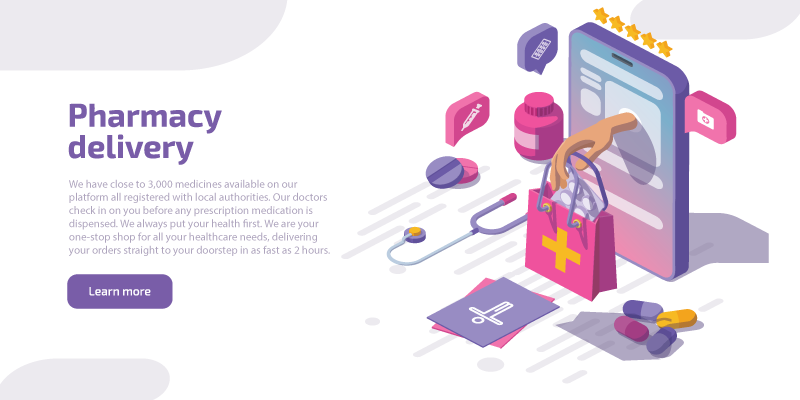 Pharmacy
delivery
We have close to 3,000 medicines available on our
platform all registered with local authorities. Our doctors
check in on you before any prescription medication is
dispensed. We always put your health first. We are your
one-stop shop for all your healthcare needs, delivering
your orders straight to your doorstep in as fast as 2 hours.
Learn more